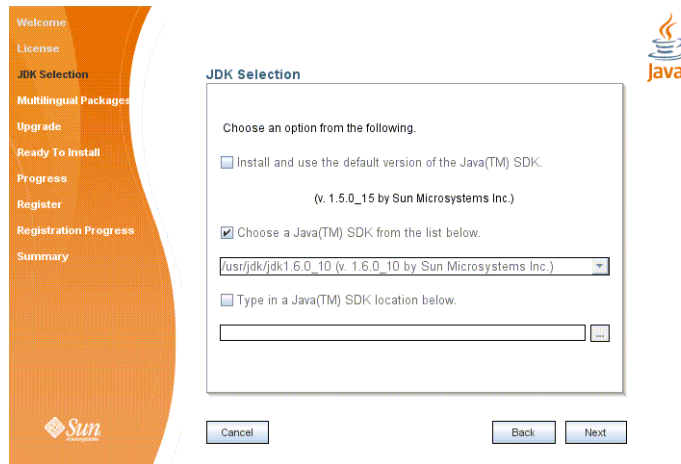 Welcome
License
JDK Selection
Multilingual Packages
Upgrade
Ready To Install
Progress
Register
Registration Progress
Summary
Sun
microsystems
Java
JDK Selection
Choose an option from the following.
Install and use the default version of the Java(TM) SDK.
(v. 1.5.0_15 by Sun Microsystems Inc.)
Choose a Java(TM) SDK from the list below.
/usr/jdk/jdk1.6.0_10 (v. 1.6.0_10 by Sun Microsystems Inc.)
Type in a Java(TM) SDK location below.
...
Cancel
Back
Next